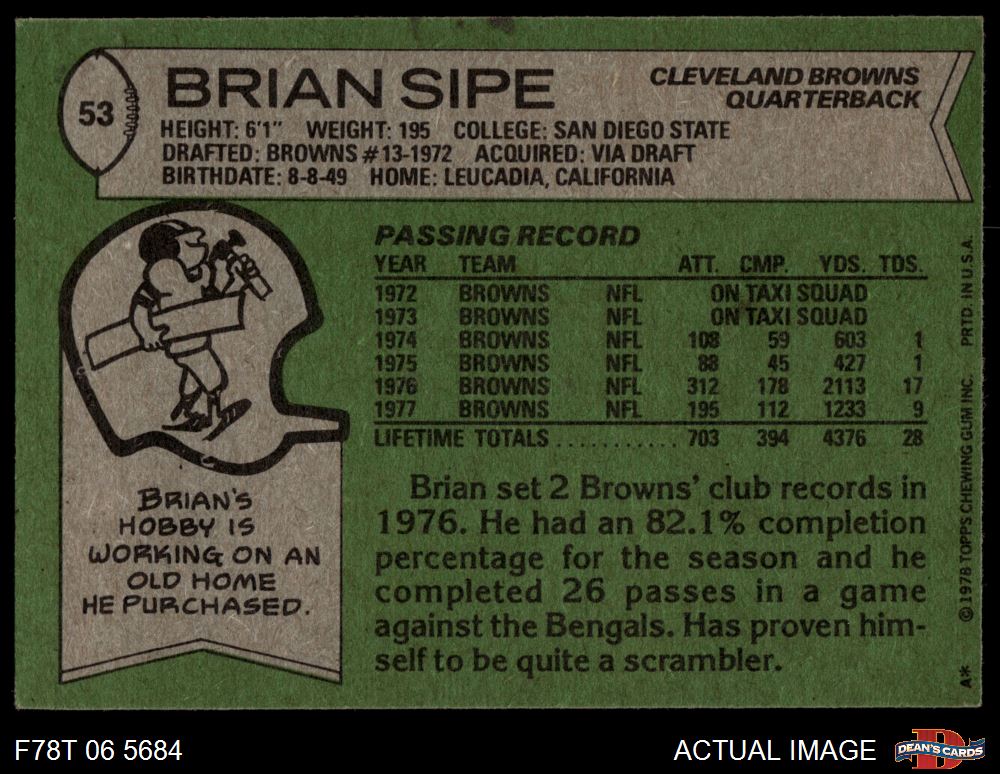 53
BRIAN SIPE
CLEVELAND BROWNS
QUARTERBACK
HEIGHT: 6'1" WEIGHT: 195 COLLEGE: SAN DIEGO STATE
DRAFTED: BROWNS #13-1972 ACQUIRED: VIA DRAFT
BIRTHDATE: 8-8-49 HOME: LEUCADIA, CALIFORNIA
PASSING RECORD
YEAR TEAM ATT. CMP. YDS. TDS.
1972 BROWNS NFL ON TAXI SQUAD
1973 BROWNS NFL ON TAXI SQUAD
1974 BROWNS NFL 108 59 603 1
1975 BROWNS NFL 88 45 427 1
1976 BROWNS NFL 312 178 2113 17
1977 BROWNS NFL 195 112 1233 9
LIFETIME TOTALS ........... 703 394 4376 28
BRIAN'S
HOBBY IS
WORKING ON AN
OLD HOME
HE PURCHASED.
Brian set 2 Browns' club records in
1976. He had an 82.1% completion
percentage for the season and he
completed 26 passes in a game
against the Bengals. Has proven him-
self to be quite a scrambler.
A* ©1978 TOPPS CHEWING GUM INC. PRTD IN U.S.A.
F78T 06 5684
ACTUAL IMAGE
D
DEAN'S CARDS